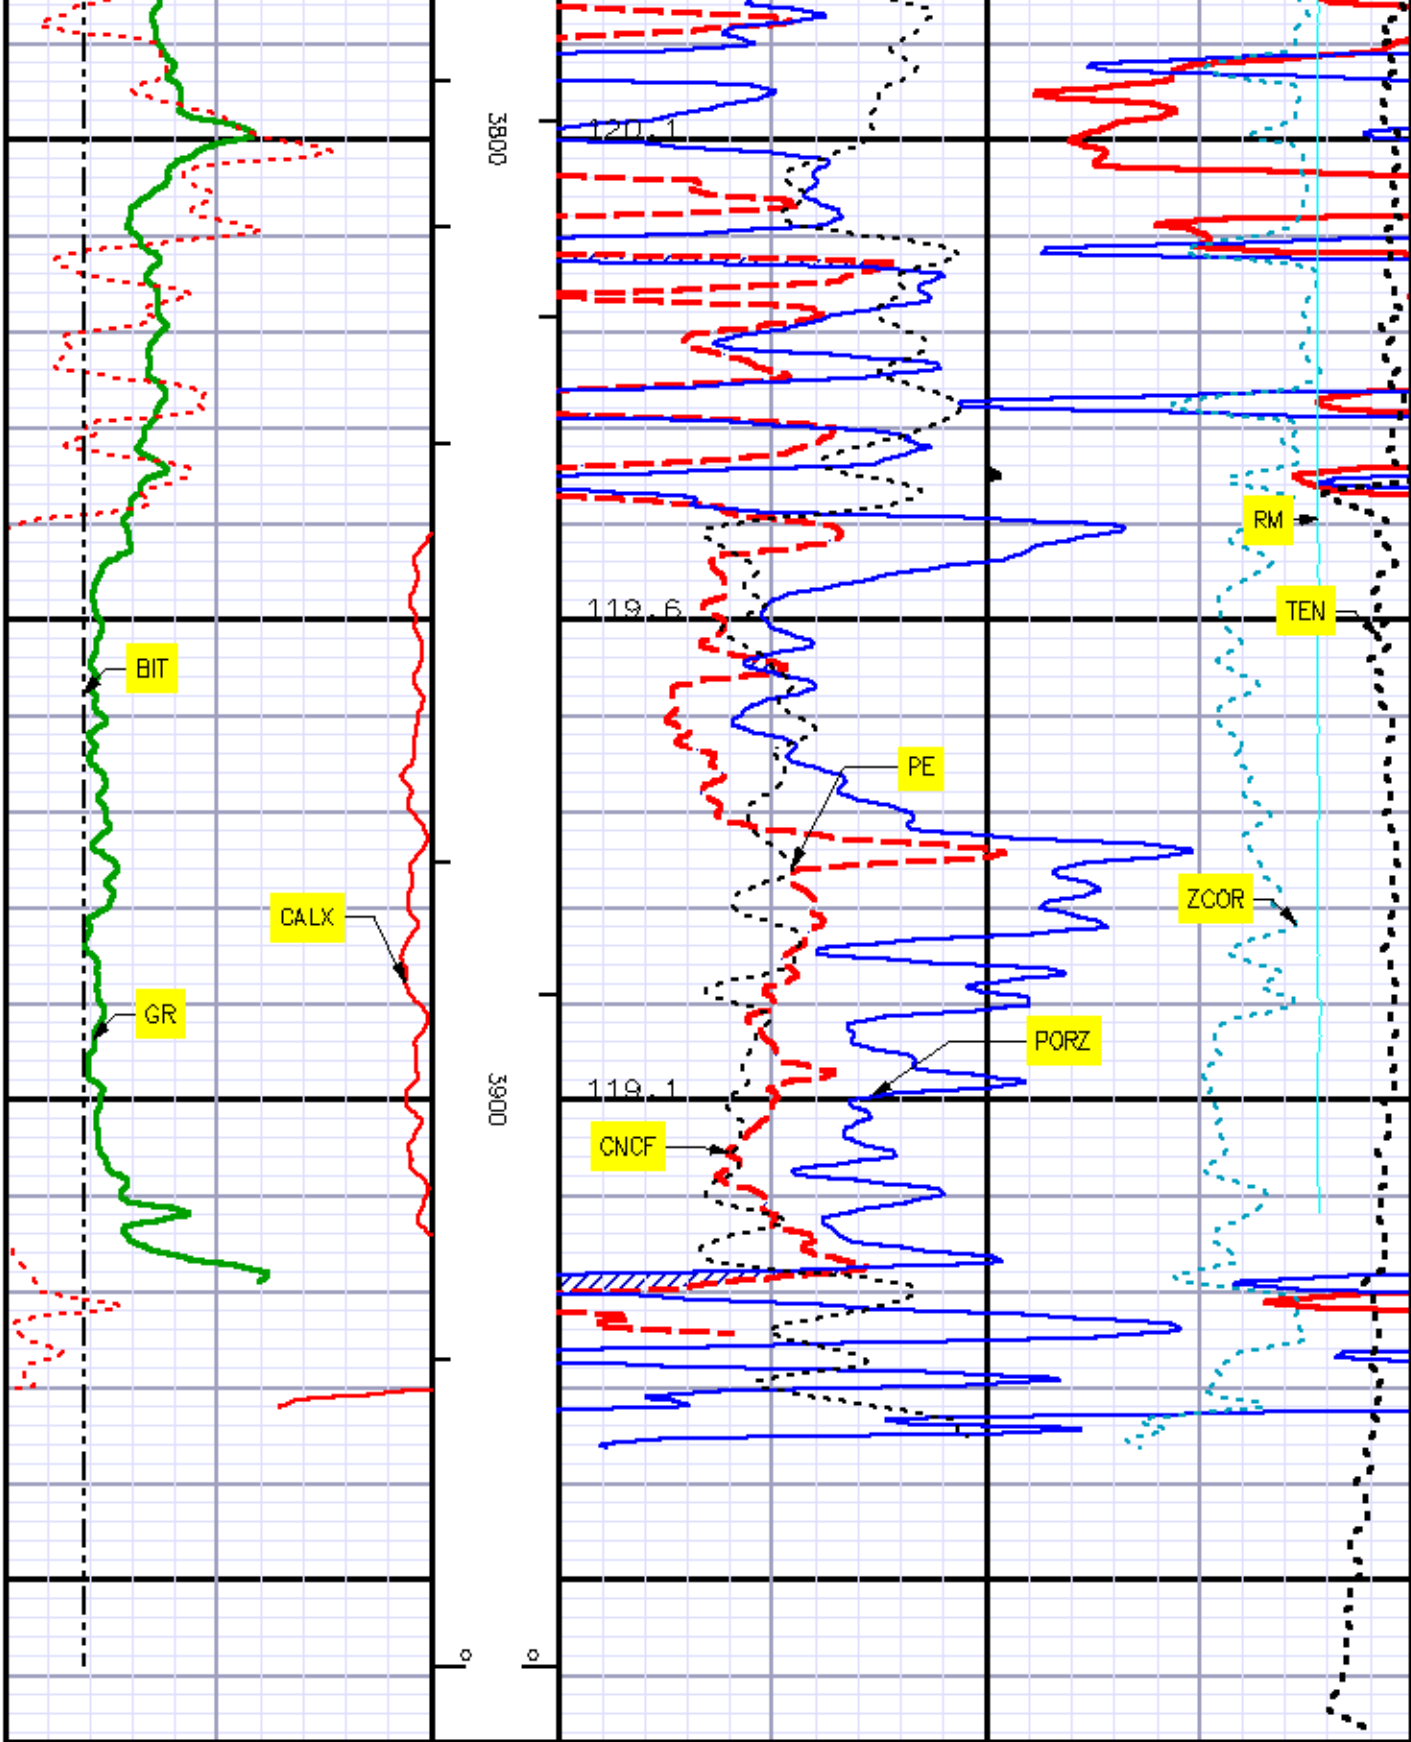 3800
120.1
RM
TEN
119.6
BIT
PE
CALX
ZCOR
GR
PORZ
3900
119.1
CNCF
o
o